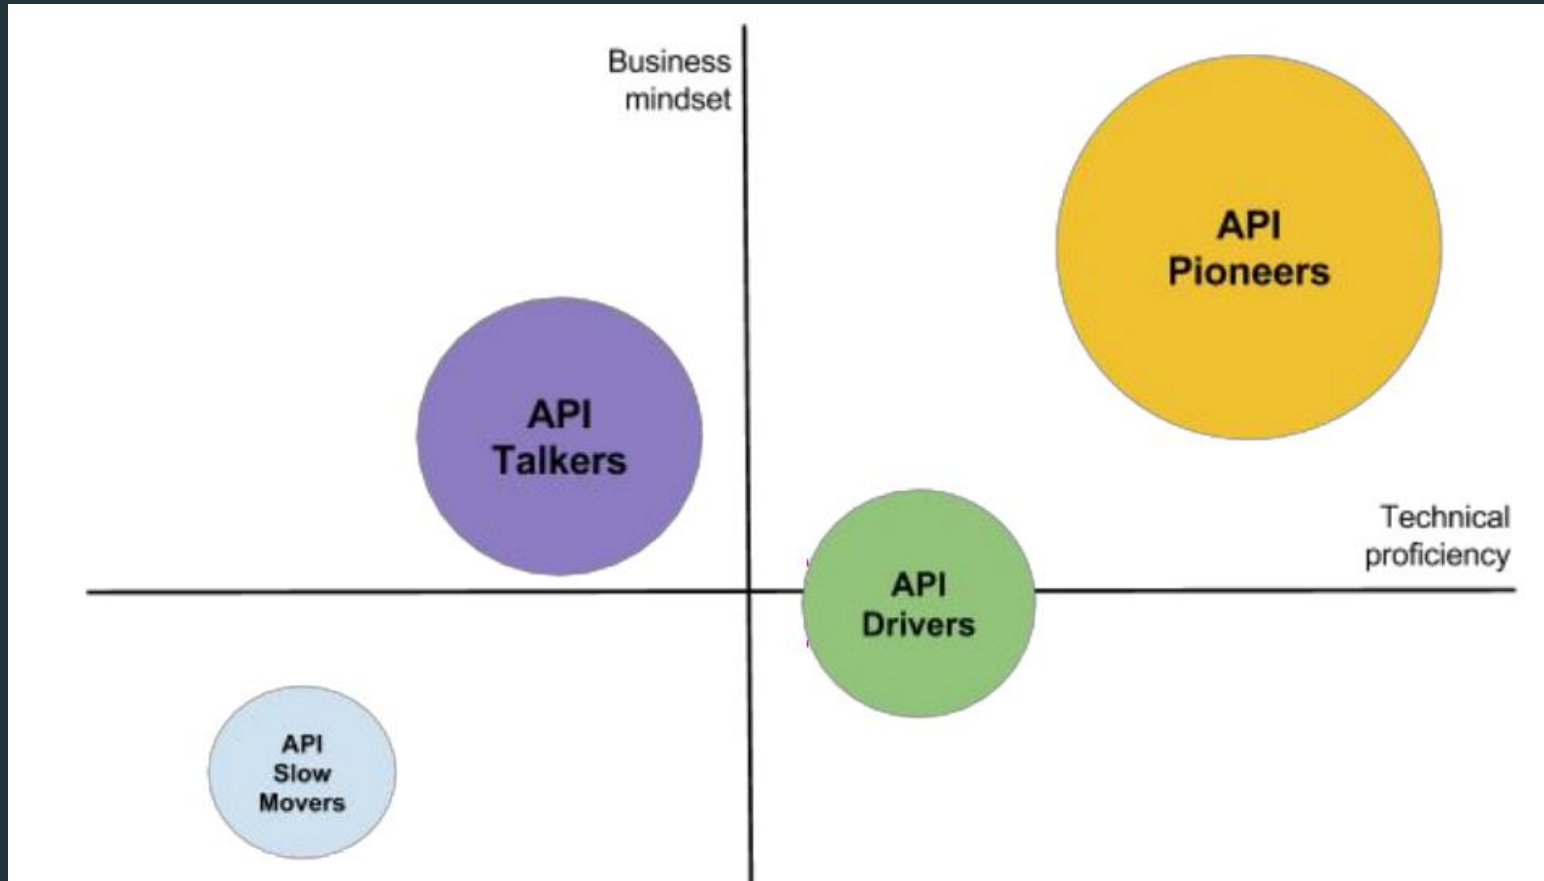 Business
mindset
API
Pioneers
API
Talkers
Technical
proficiency
API
Drivers
API
Slow
Movers